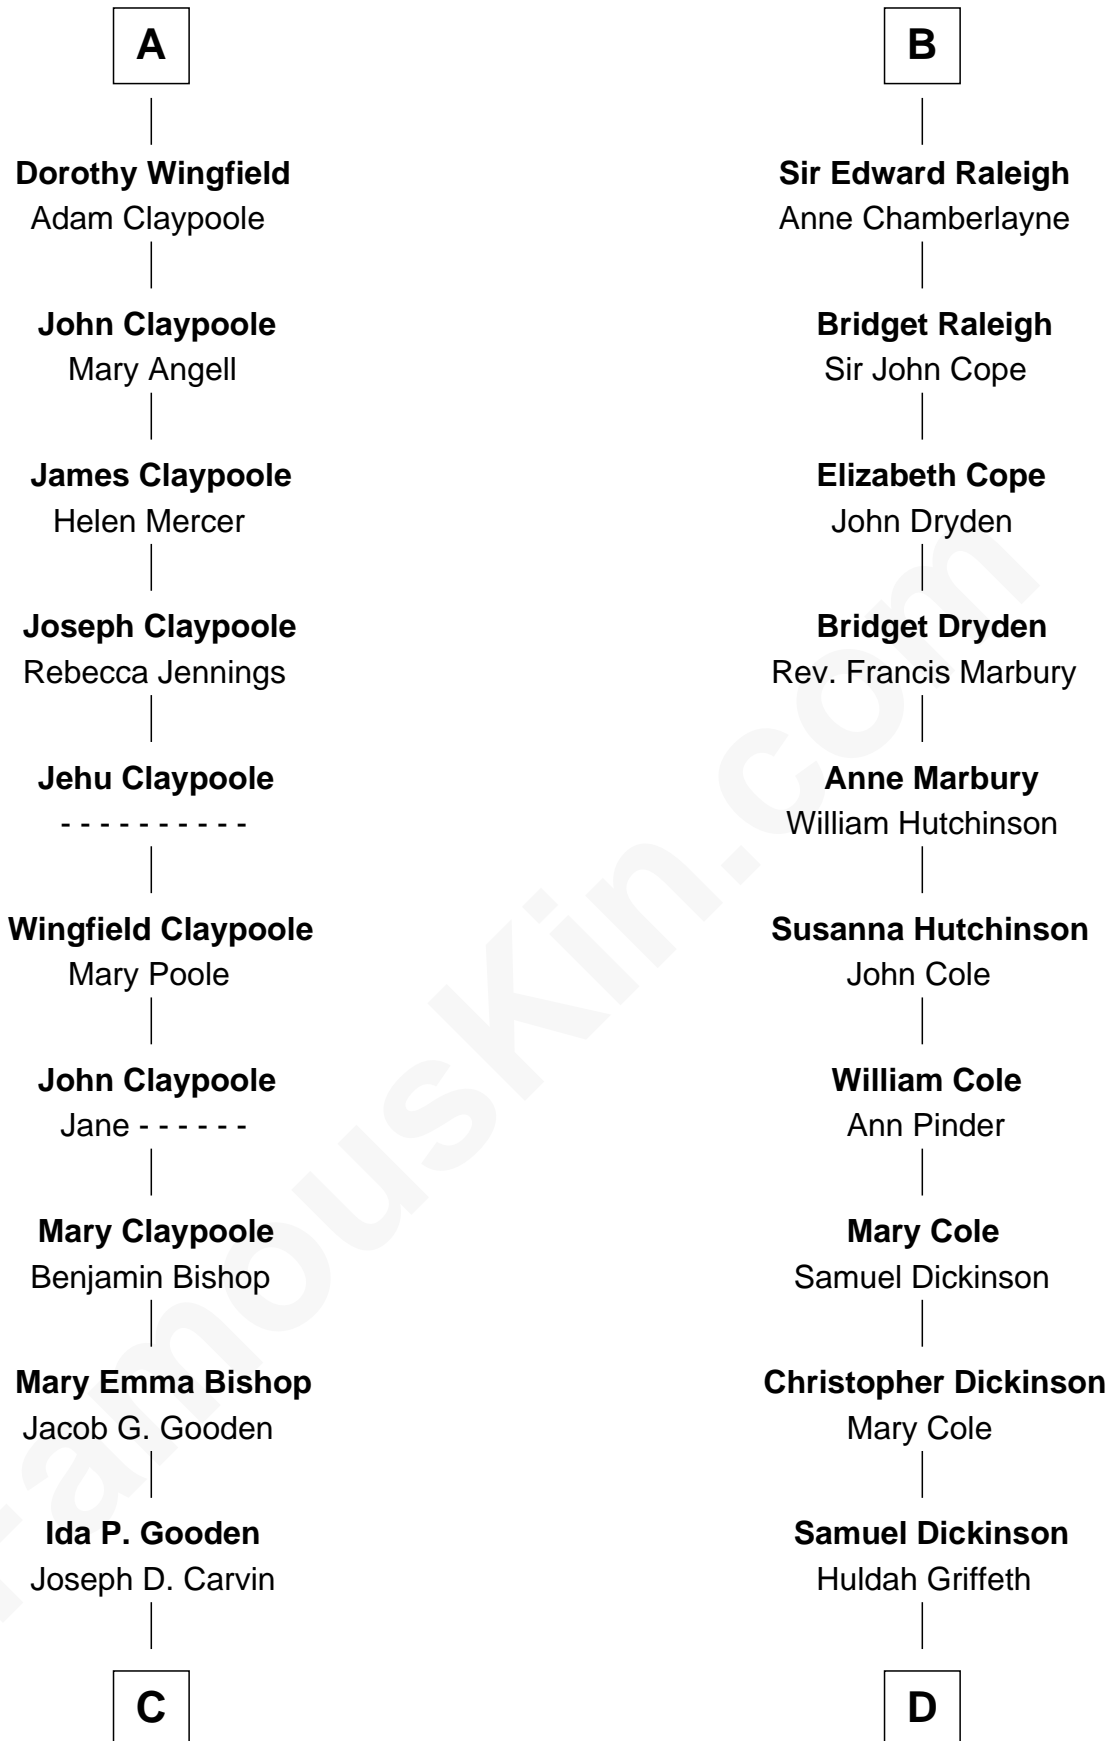 A
Dorothy Wingfield
Adam Claypoole
John Claypoole
Mary Angell
James Claypoole
Helen Mercer
Joseph Claypoole
Rebecca Jennings
Jehu Claypoole
- - - - - - - - - -
Wingfield Claypoole
Mary Poole
John Claypoole
Jane - - - - - -
Mary Claypoole
Benjamin Bishop
Mary Emma Bishop
Jacob G. Gooden
Ida P. Gooden
Joseph D. Carvin
C
B
Sir Edward Raleigh
Anne Chamberlayne
Bridget Raleigh
Sir John Cope
Elizabeth Cope
John Dryden
Bridget Dryden
Rev. Francis Marbury
Anne Marbury
William Hutchinson
Susanna Hutchinson
John Cole
William Cole
Ann Pinder
Mary Cole
Samuel Dickinson
Christopher Dickinson
Mary Cole
Samuel Dickinson
Huldah Griffeth
D
FamousKin.com